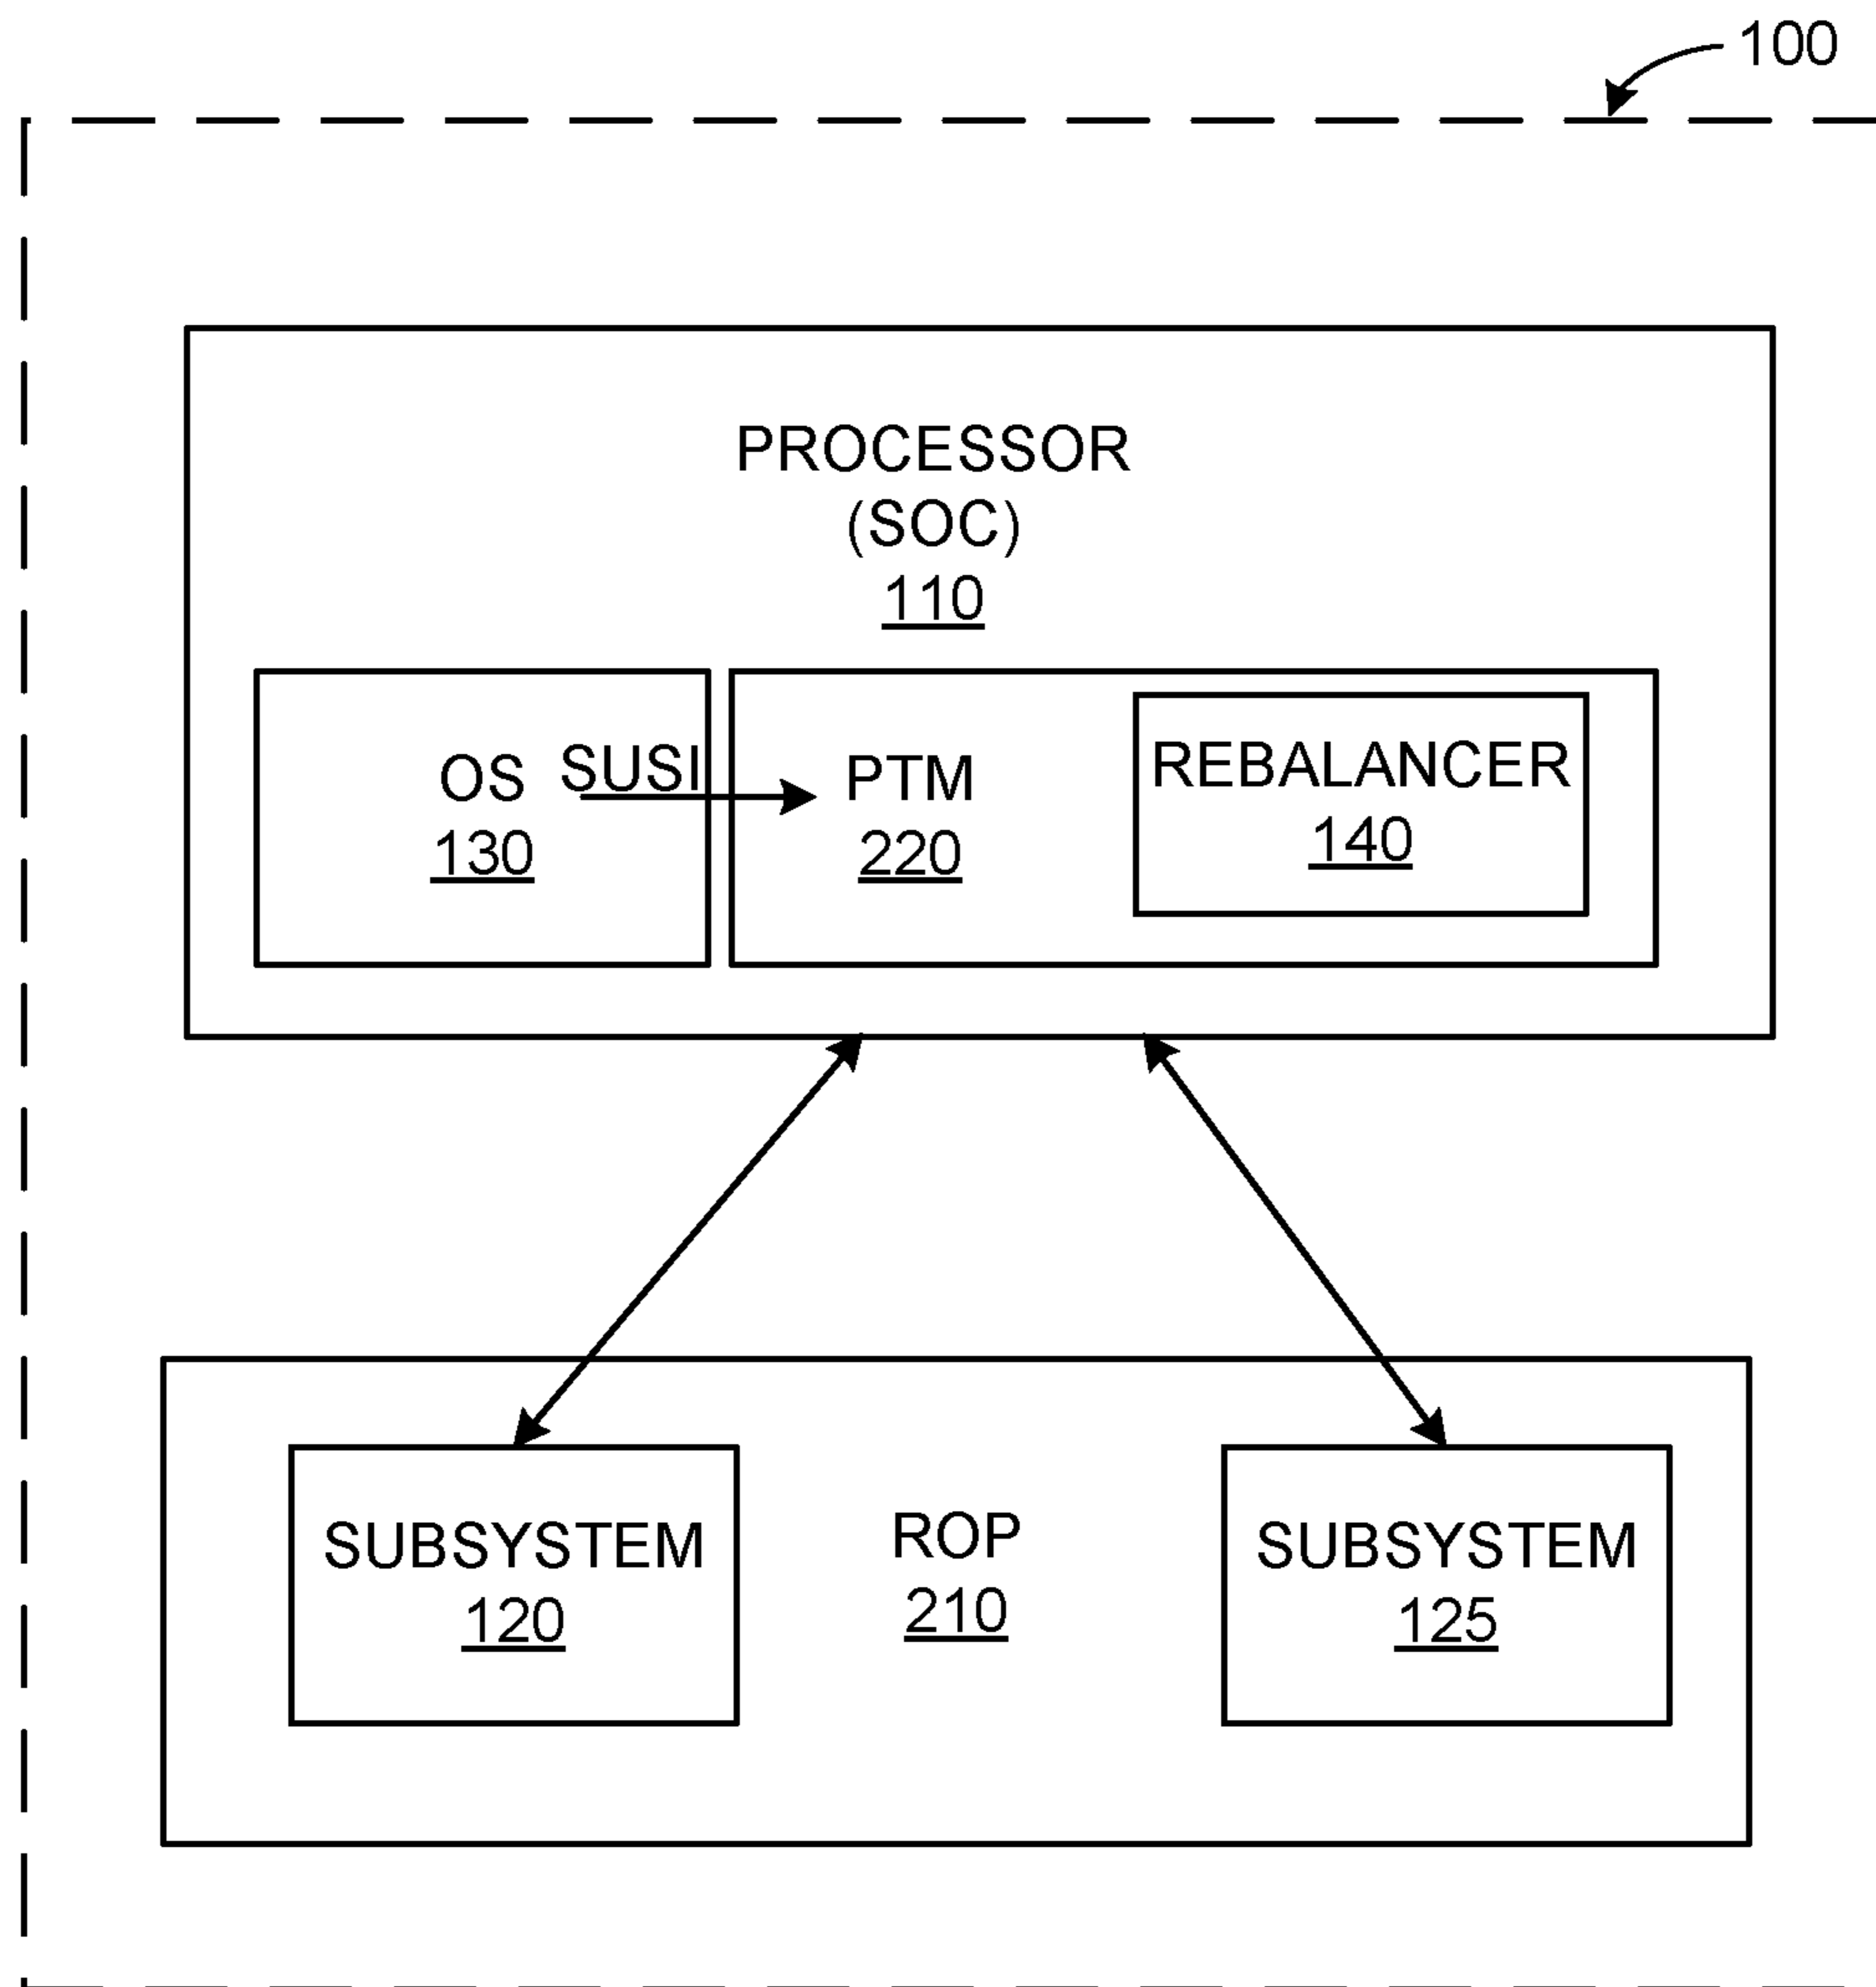 100
PROCESSOR
(SOC)
110
OS
130
SUSI
PTM
220
REBALANCER
140
SUBSYSTEM
120
ROP
210
SUBSYSTEM
125